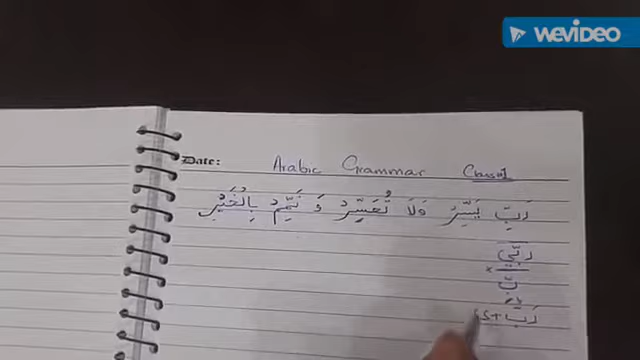 WEVIDEO
Date: Arabic Grammar Class 1
رَبِّ يَسِّرْ وَلَا تُعَسِّرْ وَ تَمِّمْ بِالْخَيْرِ
رَبِّي